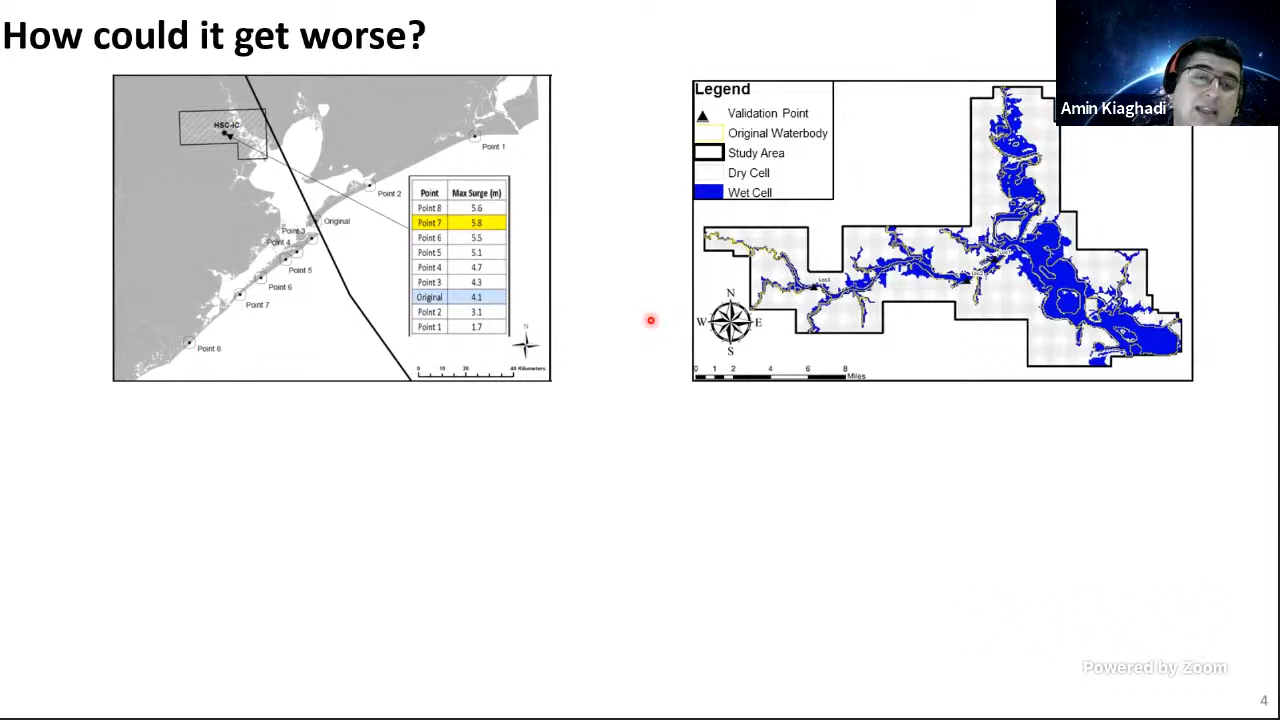 How could it get worse?
HSC-IC
Point 1
Point 2
Original
Point 3
Point 4
Point 5
Point 6
Point 7
Point 8
Point Max Surge (m)
Point 8 5.6
Point 7 5.8
Point 6 5.5
Point 5 5.1
Point 4 4.7
Point 3 4.3
Original 4.1
Point 2 3.1
Point 1 1.7
N
0 10 20 40 Kilometers
Legend
Validation Point
Original Waterbody
Study Area
Dry Cell
Wet Cell
N
W E
S
0 1 2 4 6 8
Miles
Amin Kiaghadi
Powered by Zoom
4